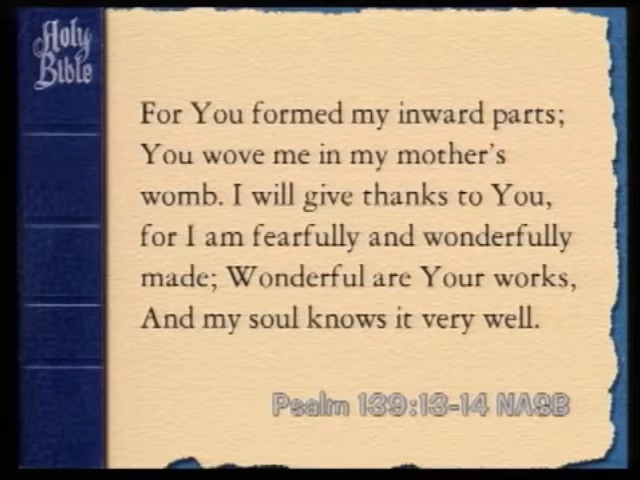 Holy
Bible
For You formed my inward parts;
You wove me in my mother's
womb. I will give thanks to You,
for I am fearfully and wonderfully
made; Wonderful are Your works,
And my soul knows it very well.
Psalm 139:13-14 NASB